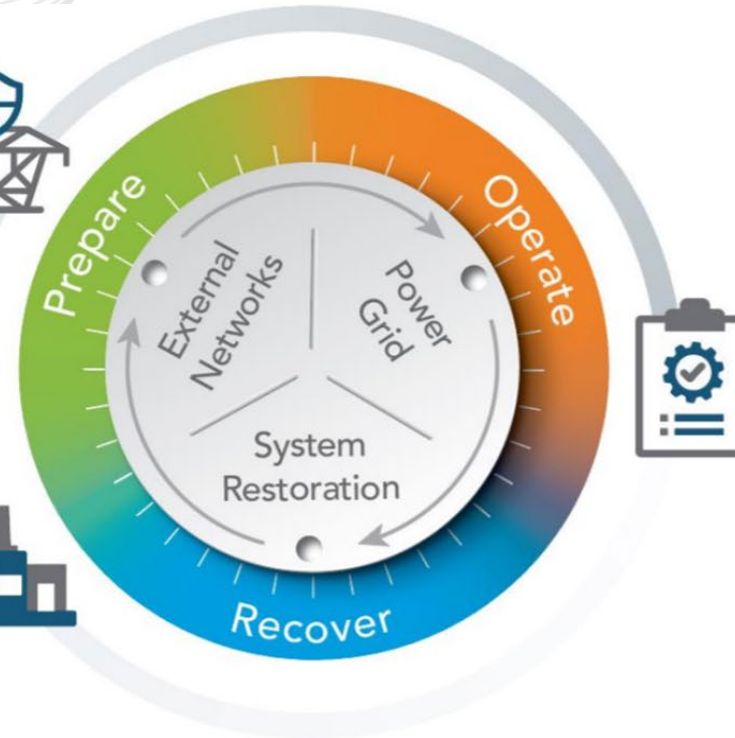 Prepare
Operate
External
Networks
Power
Grid
System
Restoration
Recover